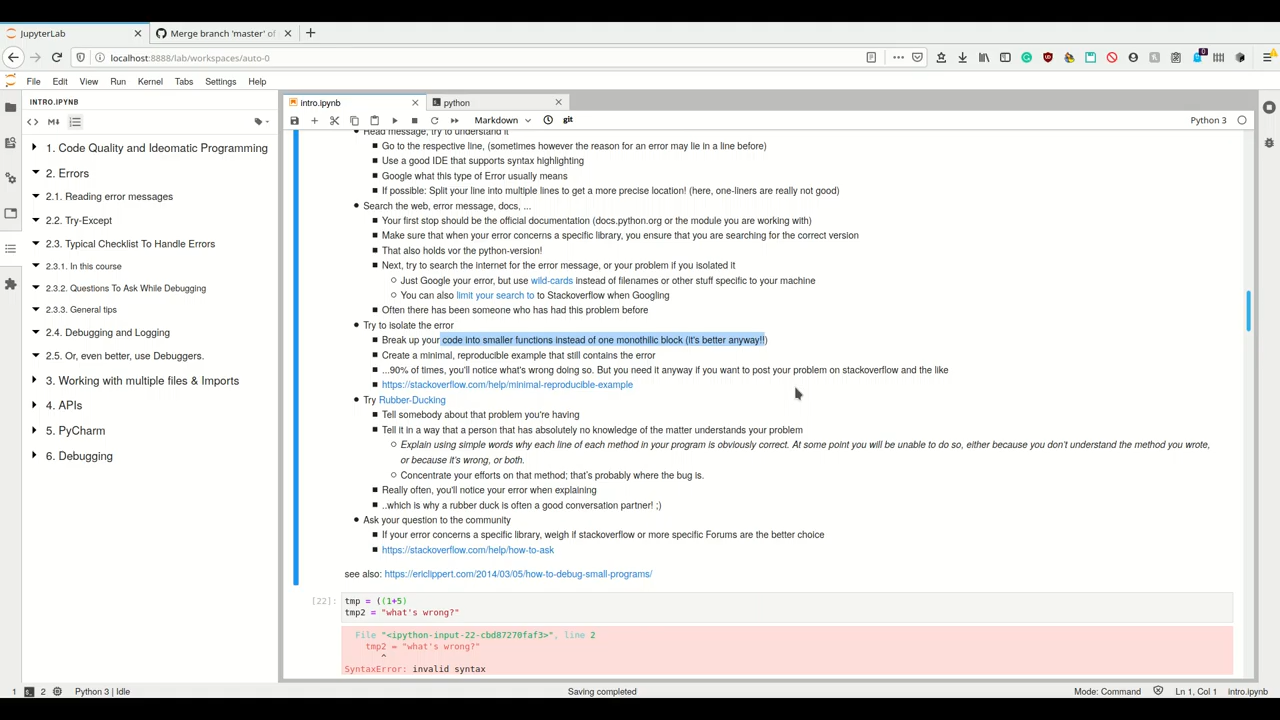 JupyterLab
Merge branch 'master' of
localhost:8888/lab/workspaces/auto-0
File Edit View Run Kernel Tabs Settings Help
INTRO.IPYNB
1. Code Quality and Ideomatic Programming
2. Errors
2.1. Reading error messages
2.2. Try-Except
2.3. Typical Checklist To Handle Errors
2.3.1. In this course
2.3.2. Questions To Ask While Debugging
2.3.3. General tips
2.4. Debugging and Logging
2.5. Or, even better, use Debuggers.
3. Working with multiple files & Imports
4. APIs
5. PyCharm
6. Debugging
intro.ipynb
python
Markdown
git
Python 3
Read message, try to understand it
Go to the respective line, (sometimes however the reason for an error may lie in a line before)
Use a good IDE that supports syntax highlighting
Google what this type of Error usually means
If possible: Split your line into multiple lines to get a more precise location! (here, one-liners are really not good)
Search the web, error message, docs, ...
Your first stop should be the official documentation (docs.python.org or the module you are working with)
Make sure that when your error concerns a specific library, you ensure that you are searching for the correct version
That also holds vor the python-version!
Next, try to search the internet for the error message, or your problem if you isolated it
Just Google your error, but use wild-cards instead of filenames or other stuff specific to your machine
You can also limit your search to to Stackoverflow when Googling
Often there has been someone who has had this problem before
Try to isolate the error
Break up your code into smaller functions instead of one monothilic block (it's better anyway!!)
Create a minimal, reproducible example that still contains the error
...90% of times, you'll notice what's wrong doing so. But you need it anyway if you want to post your problem on stackoverflow and the like
https://stackoverflow.com/help/minimal-reproducible-example
Try Rubber-Ducking
Tell somebody about that problem you're having
Tell it in a way that a person that has absolutely no knowledge of the matter understands your problem
Explain using simple words why each line of each method in your program is obviously correct. At some point you will be unable to do so, either because you don't understand the method you wrote,
or because it's wrong, or both.
Concentrate your efforts on that method; that's probably where the bug is.
Really often, you'll notice your error when explaining
..which is why a rubber duck is often a good conversation partner! ;)
Ask your question to the community
If your error concerns a specific library, weigh if stackoverflow or more specific Forums are the better choice
https://stackoverflow.com/help/how-to-ask
see also: https://ericlippert.com/2014/03/05/how-to-debug-small-programs/
[22]: tmp = ((1+5)
tmp2 = "what's wrong?"
File "<ipython-input-22-cbd87270faf3>", line 2
tmp2 = "what's wrong?"
^
SyntaxError: invalid syntax
1 2 Python 3 | Idle
Saving completed
Mode: Command
Ln 1, Col 1
intro.ipynb